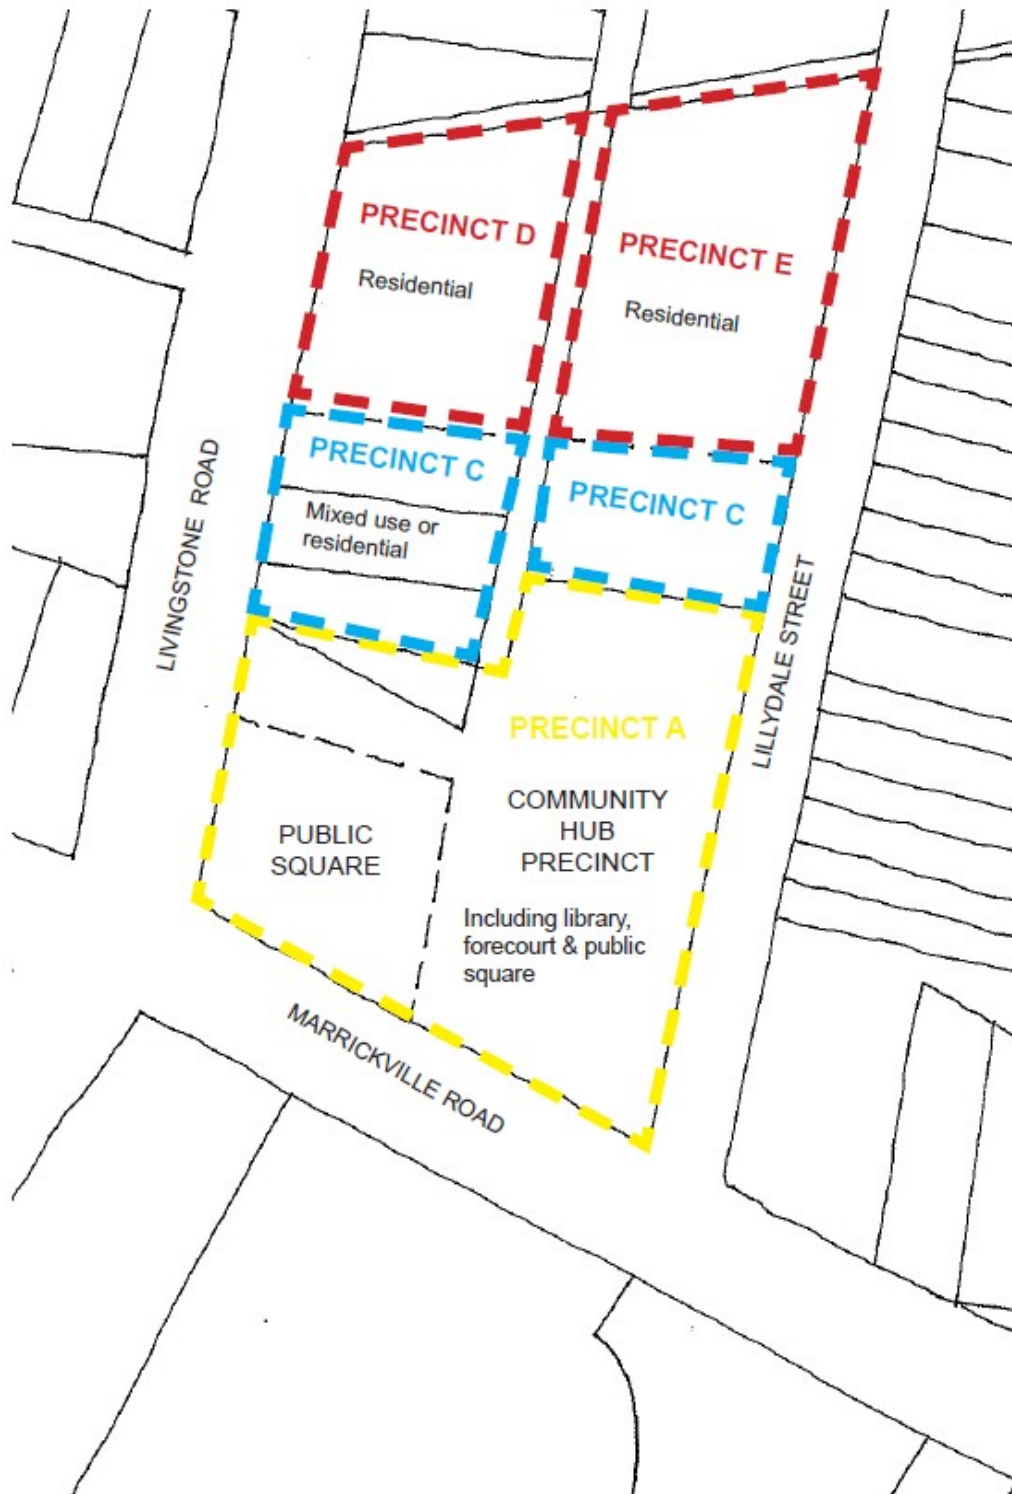 PRECINCT D
Residential
PRECINCT E
Residential
PRECINCT C
Mixed use or
residential
PRECINCT C
LIVINGSTONE ROAD
LILLYDALE STREET
PRECINCT A
COMMUNITY
HUB
PRECINCT
Including library,
forecourt & public
square
PUBLIC
SQUARE
MARRICKVILLE ROAD